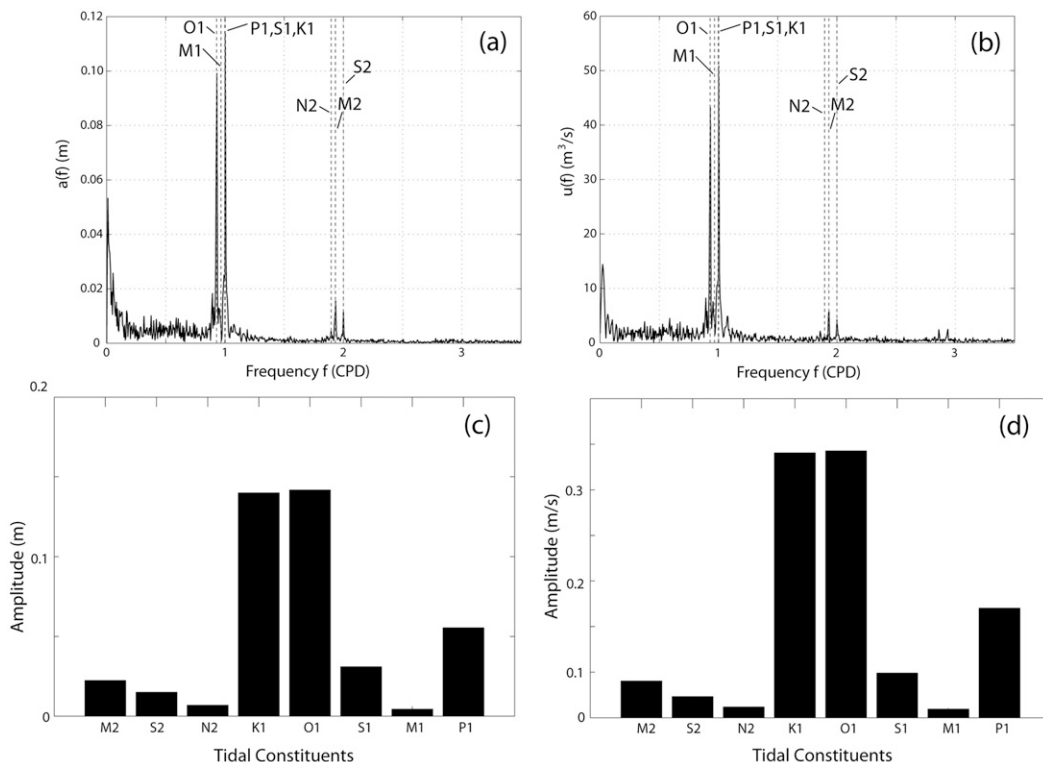 0.12
0.10
0.08
0.06
0.04
0.02
0
a(f) (m)
O1
M1
P1,S1,K1
(a)
S2
N2
M2
0 1 2 3
Frequency f (CPD)
60
50
40
30
20
10
0
u(f) (m³/s)
O1
M1
P1,S1,K1
(b)
S2
N2
M2
0 1 2 3
Frequency f (CPD)
0.2
0.1
0
Amplitude (m)
(c)
M2 S2 N2 K1 O1 S1 M1 P1
Tidal Constituents
0.3
0.2
0.1
0
Amplitude (m/s)
(d)
M2 S2 N2 K1 O1 S1 M1 P1
Tidal Constituents